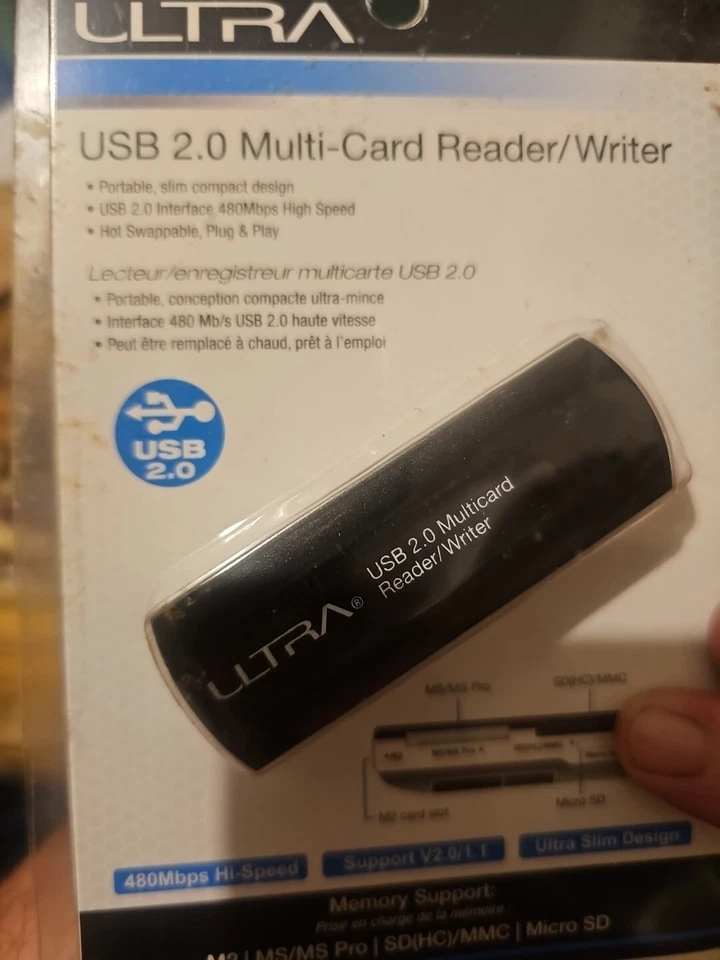 ULTRA
USB 2.0 Multi-Card Reader/Writer
• Portable, slim compact design
• USB 2.0 Interface 480Mbps High Speed
• Hot Swappable, Plug & Play
Lecteur/enregistreur multicarte USB 2.0
• Portable, conception compacte ultra-mince
• Interface 480 Mb/s USB 2.0 haute vitesse
• Peut être remplacé à chaud, prêt à l'emploi
USB
2.0
USB 2.0 Multicard
Reader/Writer
ULTRA®
MS/MS Pro
SD(HC)/MMC
M2
MS/MS Pro
M2 card slot
Micro SD
480Mbps Hi-Speed
Support V2.0/1.1
Ultra Slim Design
Memory Support:
Prise en charge de la mémoire
M2 | MS/MS Pro | SD(HC)/MMC | Micro SD